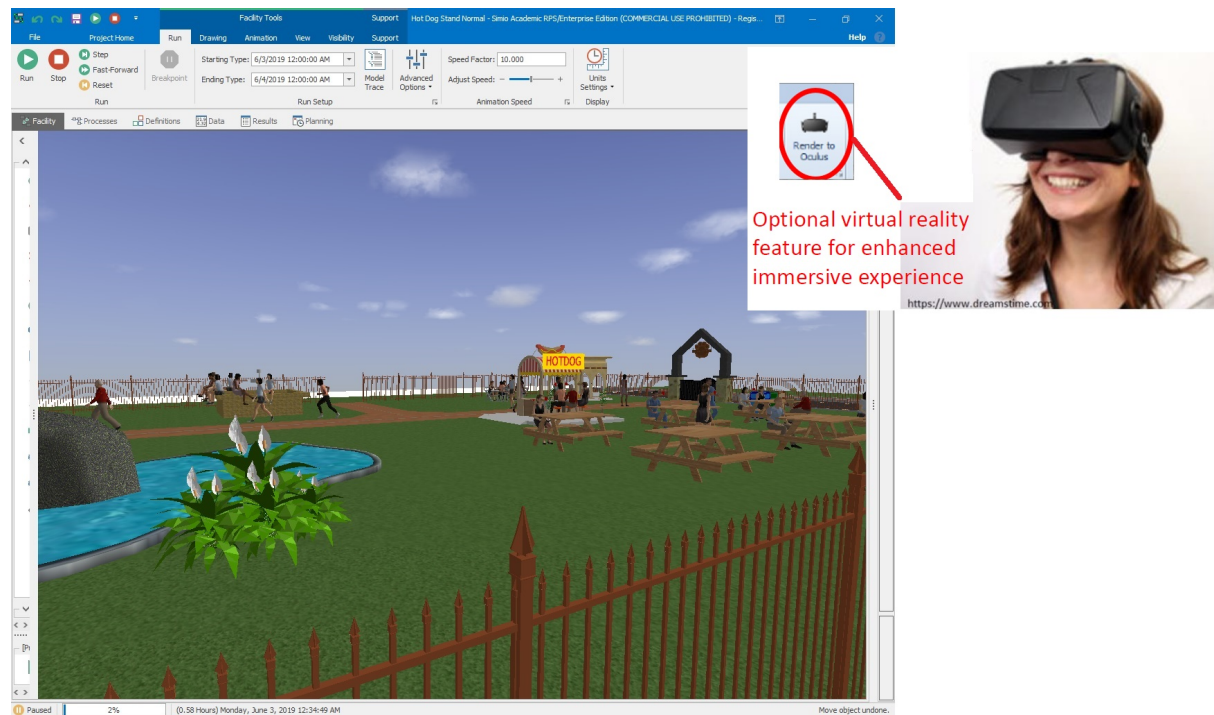 Facility Tools
Support
Hot Dog Stand Normal - Simio Academic RPS/Enterprise Edition (COMMERCIAL USE PROHIBITED) - Regis...
File
Project Home
Run
Drawing
Animation
View
Visibility
Support
Help
Run
Stop
Step
Fast-Forward
Reset
Breakpoint
Starting Type: 6/3/2019 12:00:00 AM
Ending Type: 6/4/2019 12:00:00 AM
Model
Trace
Advanced
Options
Speed Factor: 10.000
Adjust Speed: - +
Units
Settings
Run
Run Setup
Animation Speed
Display
Facility
Processes
Definitions
Data
Results
Planning
Render to
Oculus
Optional virtual reality
feature for enhanced
immersive experience
https://www.dreamstime.com
HOTDOG
Paused
2%
(0.58 Hours) Monday, June 3, 2019 12:34:49 AM
Move object undone.